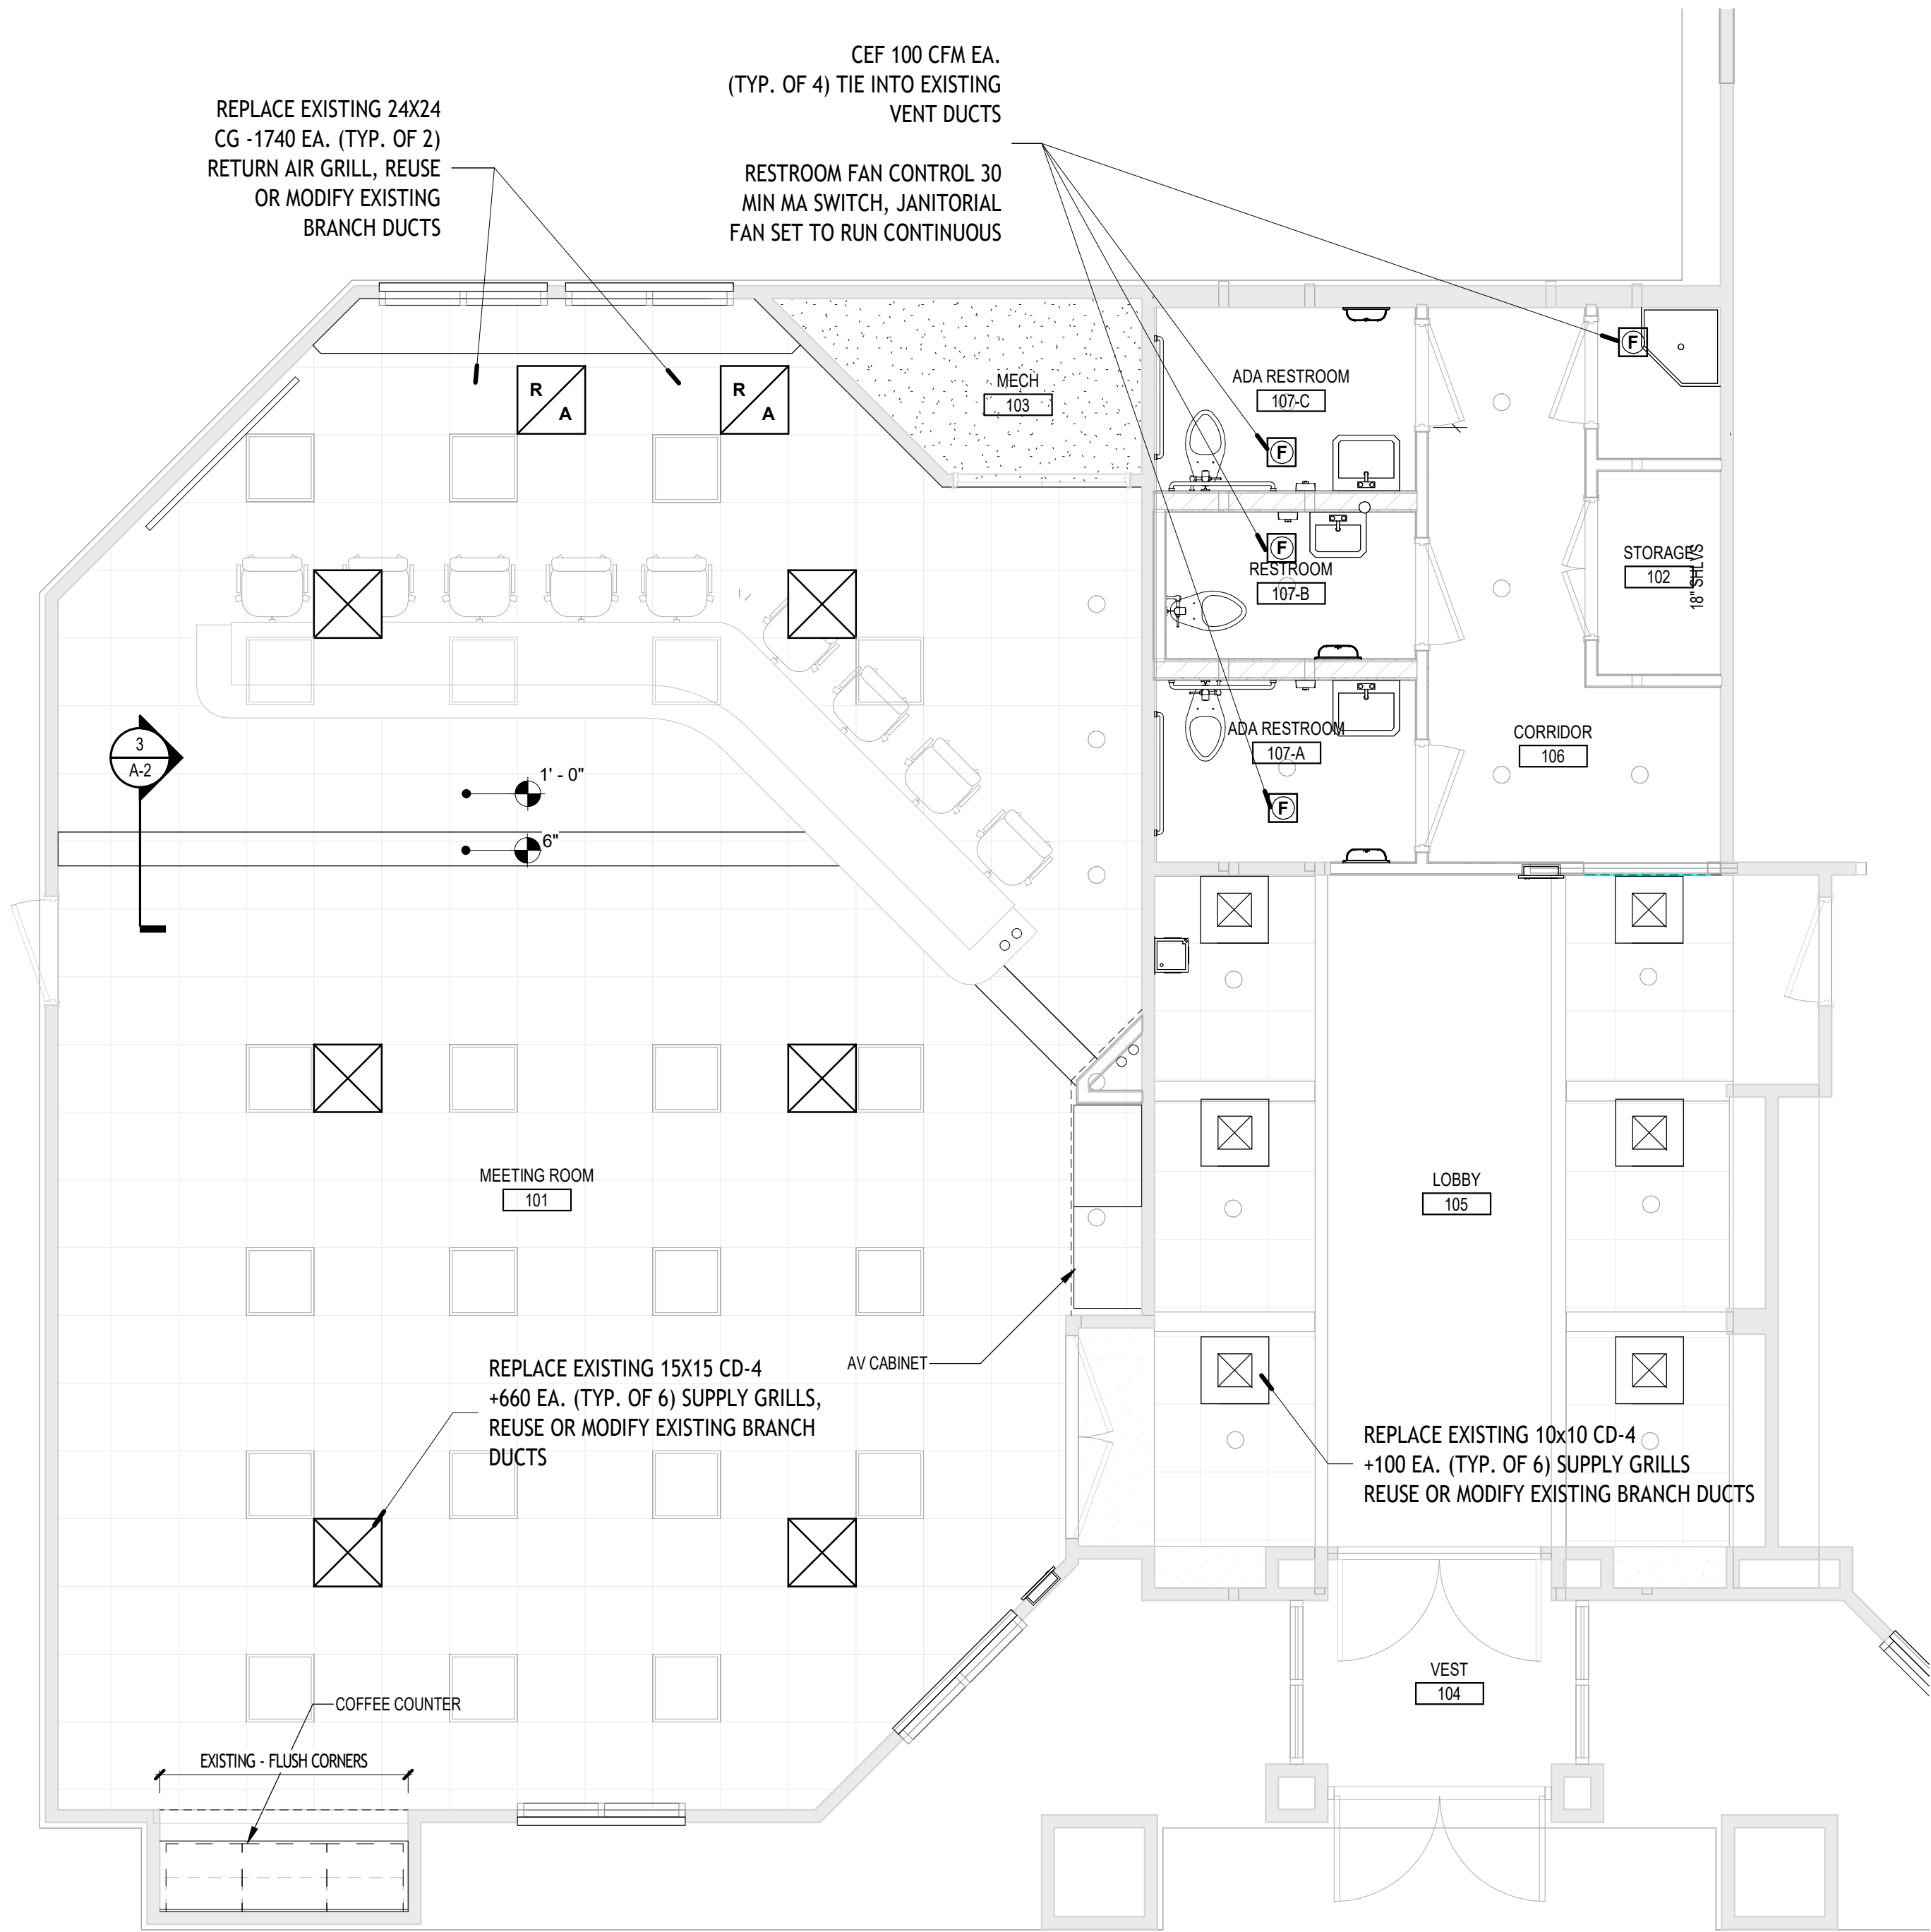 CEF 100 CFM EA.
(TYP. OF 4) TIE INTO EXISTING
VENT DUCTS
RESTROOM FAN CONTROL 30
MIN MA SWITCH, JANITORIAL
FAN SET TO RUN CONTINUOUS
REPLACE EXISTING 24X24
CG -1740 EA. (TYP. OF 2)
RETURN AIR GRILL, REUSE
OR MODIFY EXISTING
BRANCH DUCTS
R
A
R
A
MECH
103
ADA RESTROOM
107-C
F
F
F
RESTROOM
107-B
STORAGE
102
18" SHLVS
ADA RESTROOM
107-A
F
CORRIDOR
106
3
A-2
1' - 0"
6"
MEETING ROOM
101
LOBBY
105
AV CABINET
REPLACE EXISTING 15X15 CD-4
+660 EA. (TYP. OF 6) SUPPLY GRILLS,
REUSE OR MODIFY EXISTING BRANCH
DUCTS
REPLACE EXISTING 10x10 CD-4
+100 EA. (TYP. OF 6) SUPPLY GRILLS
REUSE OR MODIFY EXISTING BRANCH DUCTS
VEST
104
COFFEE COUNTER
EXISTING - FLUSH CORNERS